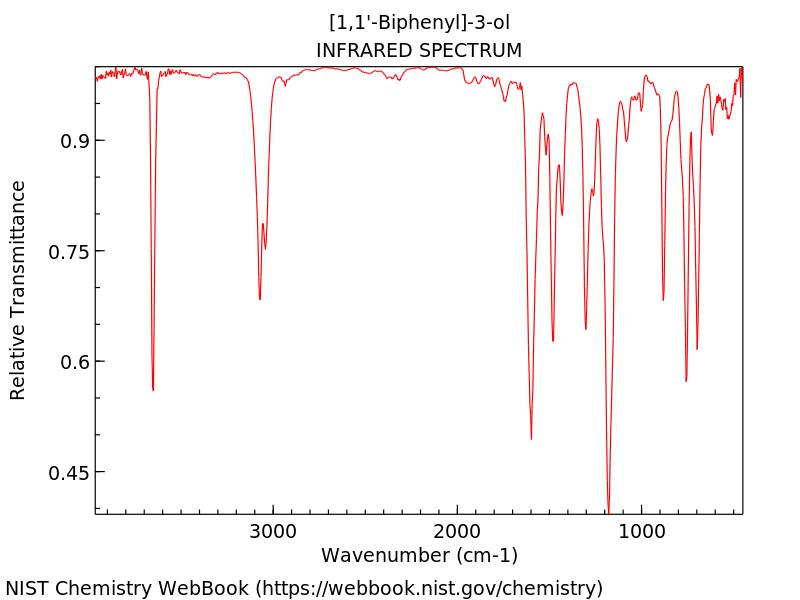 [1,1'-Biphenyl]-3-ol
INFRARED SPECTRUM
Relative Transmittance
0.9
0.75
0.6
0.45
3000
2000
1000
Wavenumber (cm-1)
NIST Chemistry WebBook (https://webbook.nist.gov/chemistry)